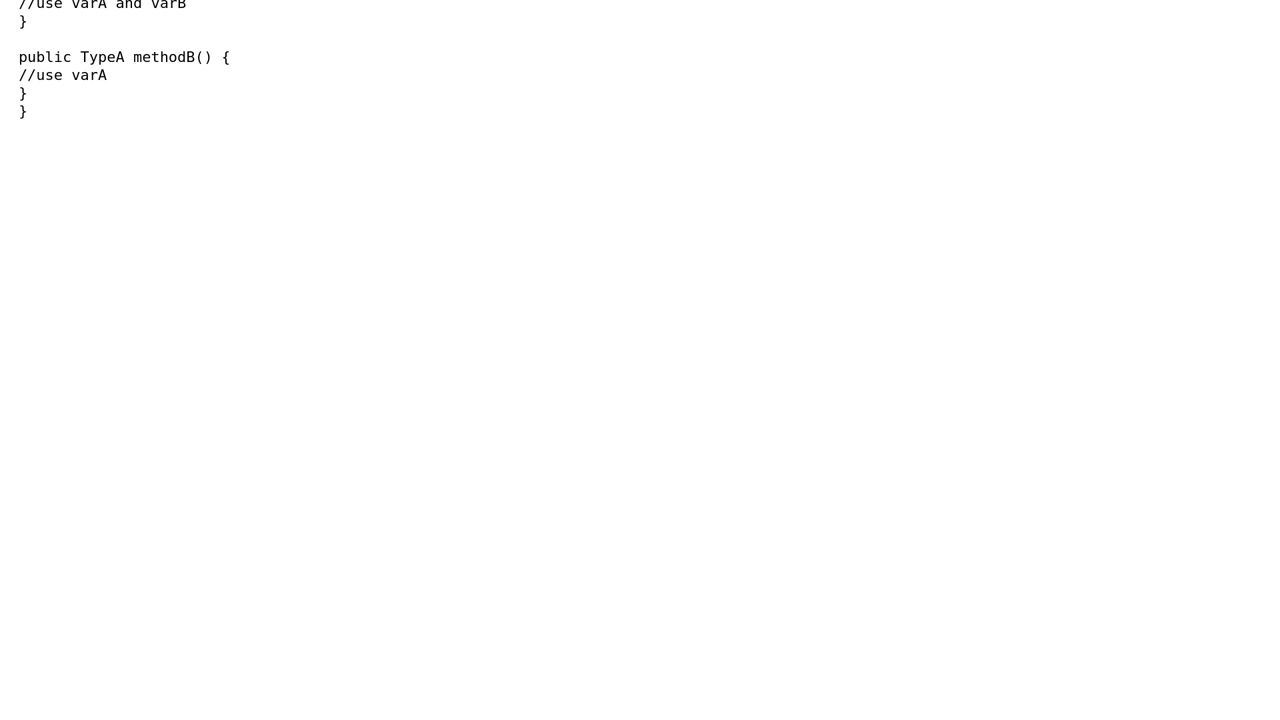 //use varA and varB
}

public TypeA methodB() {
//use varA
}
}